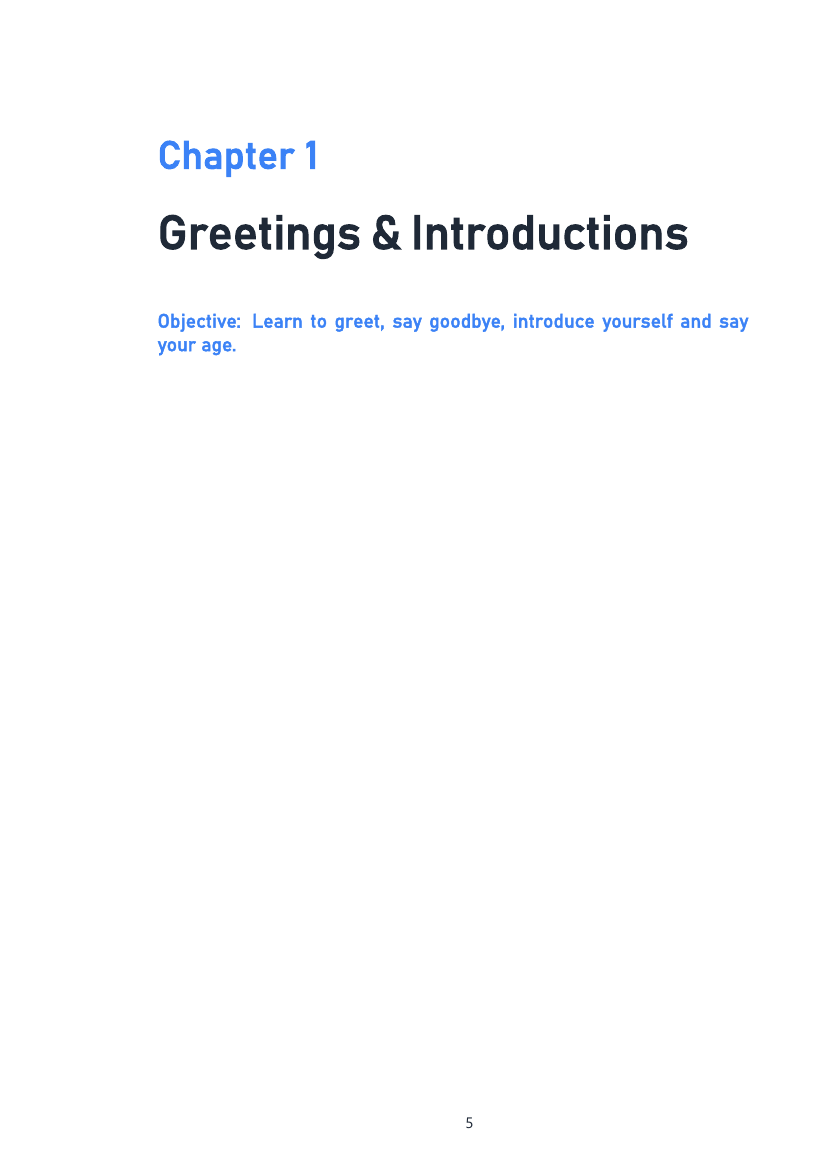 Chapter 1
Greetings & Introductions
Objective: Learn to greet, say goodbye, introduce yourself and say
your age.
5